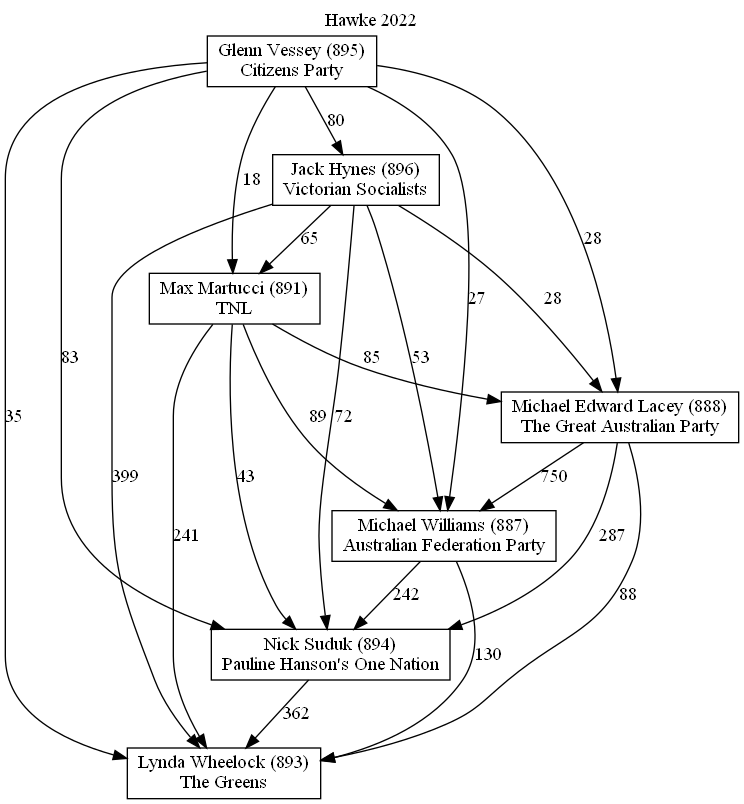 Hawke 2022
Glenn Vessey (895)
Citizens Party
80
Jack Hynes (896)
Victorian Socialists
18
65
28
Max Martucci (891)
TNL
27
28
83
85
53
35
89
72
Michael Edward Lacey (888)
The Great Australian Party
399
43
750
Michael Williams (887)
Australian Federation Party
241
287
242
88
Nick Suduk (894)
Pauline Hanson's One Nation
130
362
Lynda Wheelock (893)
The Greens